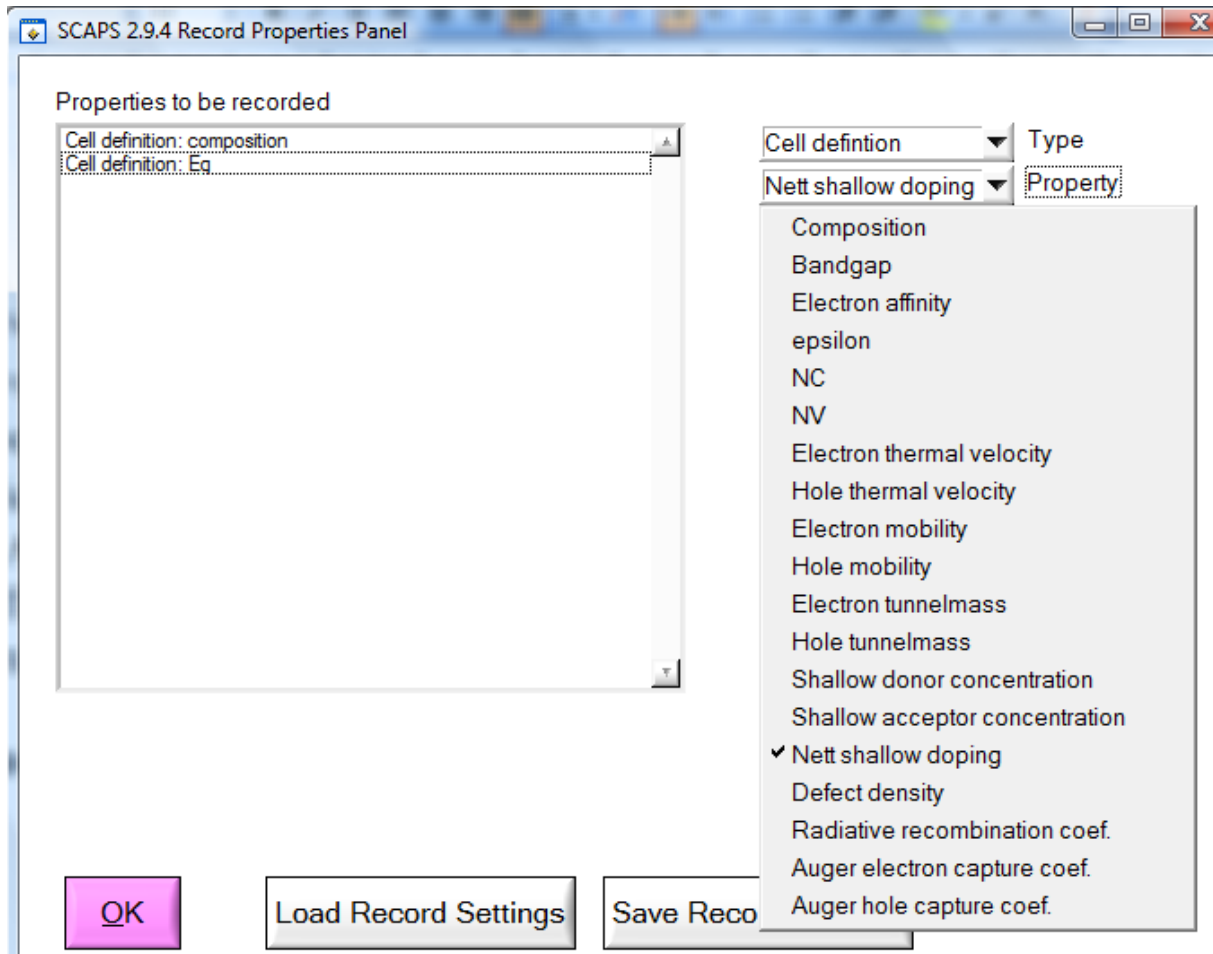 SCAPS 2.9.4 Record Properties Panel
Properties to be recorded
Cell definition: composition
Cell definition: Eg
Cell defintion Type
Nett shallow doping Property
Composition
Bandgap
Electron affinity
epsilon
NC
NV
Electron thermal velocity
Hole thermal velocity
Electron mobility
Hole mobility
Electron tunnelmass
Hole tunnelmass
Shallow donor concentration
Shallow acceptor concentration
Nett shallow doping
Defect density
Radiative recombination coef.
Auger electron capture coef.
Auger hole capture coef.
OK Load Record Settings Save Reco